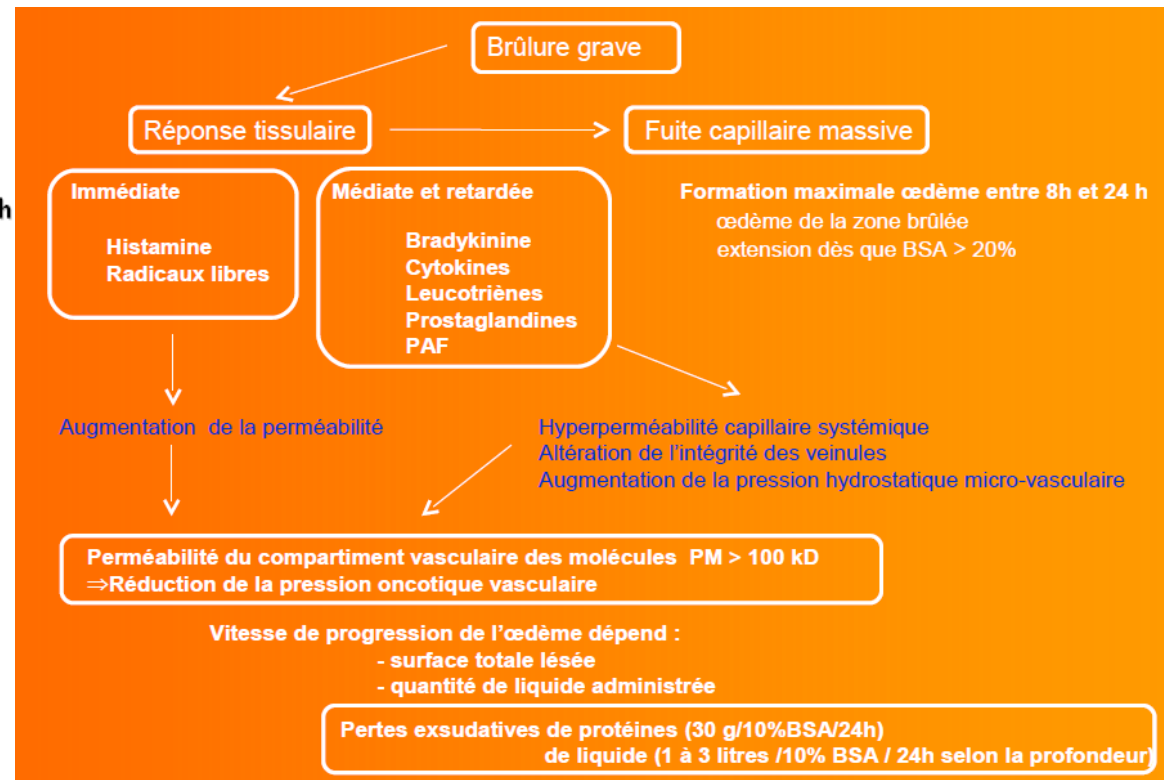 Brûlure grave
Réponse tissulaire
Fuite capillaire massive
h
Immédiate
Histamine
Radicaux libres
Médiate et retardée
Bradykinine
Cytokines
Leucotriènes
Prostaglandines
PAF
Formation maximale œdème entre 8h et 24 h
œdème de la zone brûlée
extension dès que BSA > 20%
Augmentation de la perméabilité
Hyperperméabilité capillaire systémique
Altération de l'intégrité des veinules
Augmentation de la pression hydrostatique micro-vasculaire
Perméabilité du compartiment vasculaire des molécules PM > 100 kD
⇒Réduction de la pression oncotique vasculaire
Vitesse de progression de l'œdème dépend :
- surface totale lésée
- quantité de liquide administrée
Pertes exsudatives de protéines (30 g/10%BSA/24h)
de liquide (1 à 3 litres /10% BSA / 24h selon la profondeur)